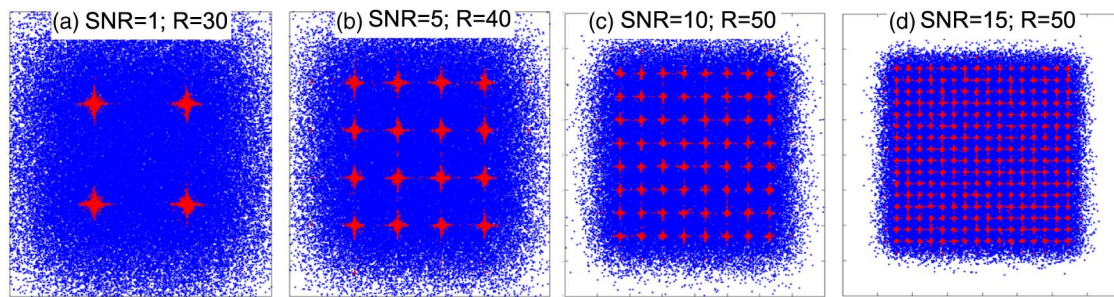 (a) SNR=1; R=30
(b) SNR=5; R=40
(c) SNR=10; R=50
(d) SNR=15; R=50